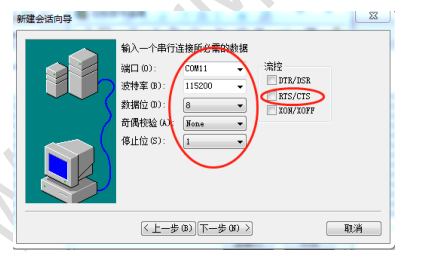 新建会话向导
输入一个串行连接所必需的数据
端口(O): COM11
波特率(B): 115200
数据位(D): 8
奇偶校验(A): None
停止位(S): 1
流控
DTR/DSR
RTS/CTS
XON/XOFF
<上一步(B) 下一步(N)> 取消